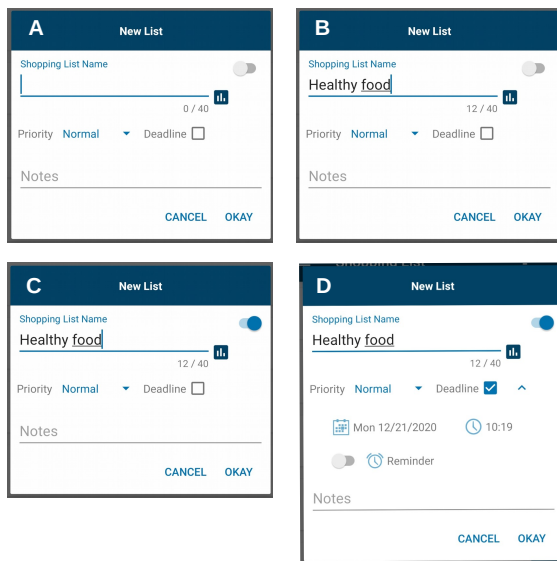 A New List
Shopping List Name
0 / 40
Priority Normal Deadline
Notes
CANCEL OKAY
B New List
Shopping List Name
Healthy food
12 / 40
Priority Normal Deadline
Notes
CANCEL OKAY
C New List
Shopping List Name
Healthy food
12 / 40
Priority Normal Deadline
Notes
CANCEL OKAY
D New List
Shopping List Name
Healthy food
12 / 40
Priority Normal Deadline
Mon 12/21/2020 10:19
Reminder
Notes
CANCEL OKAY